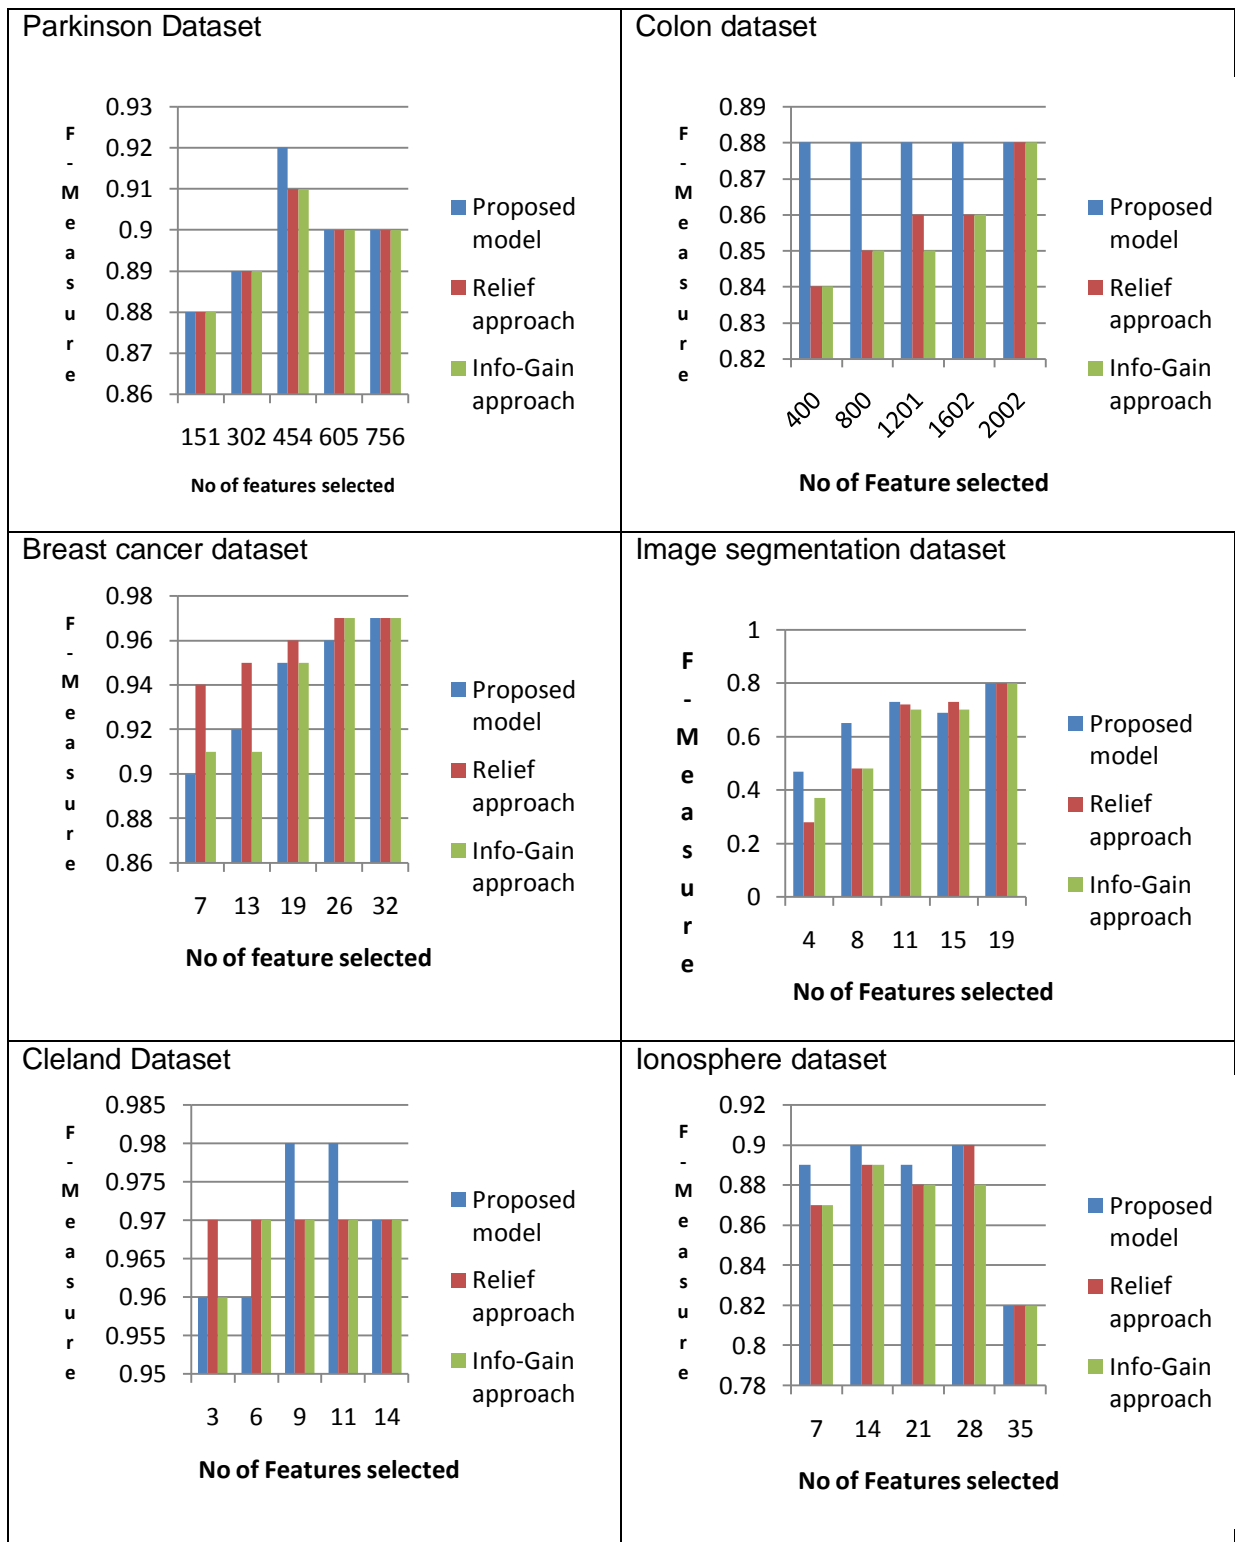 Parkinson Dataset
0.93
0.92
0.91
0.9
0.89
0.88
0.87
0.86
F
-
M
e
a
s
u
r
e
151 302 454 605 756
No of features selected
Proposed
model
Relief
approach
Info-Gain
approach
Colon dataset
0.89
0.88
0.87
0.86
0.85
0.84
0.83
0.82
F
-
M
e
a
s
u
r
e
400 800 1201 1602 2002
No of Feature selected
Proposed
model
Relief
approach
Info-Gain
approach
Breast cancer dataset
0.98
0.96
0.94
0.92
0.9
0.88
0.86
F
-
M
e
a
s
u
r
e
7 13 19 26 32
No of feature selected
Proposed
model
Relief
approach
Info-Gain
approach
Image segmentation dataset
1
0.8
0.6
0.4
0.2
0
F
-
M
e
a
s
u
r
e
4 8 11 15 19
No of Features selected
Proposed
model
Relief
approach
Info-Gain
approach
Cleland Dataset
0.985
0.98
0.975
0.97
0.965
0.96
0.955
0.95
F
-
M
e
a
s
u
r
e
3 6 9 11 14
No of Features selected
Proposed
model
Relief
approach
Info-Gain
approach
Ionosphere dataset
0.92
0.9
0.88
0.86
0.84
0.82
0.8
0.78
F
-
M
e
a
s
u
r
e
7 14 21 28 35
No of Features selected
Proposed
model
Relief
approach
Info-Gain
approach